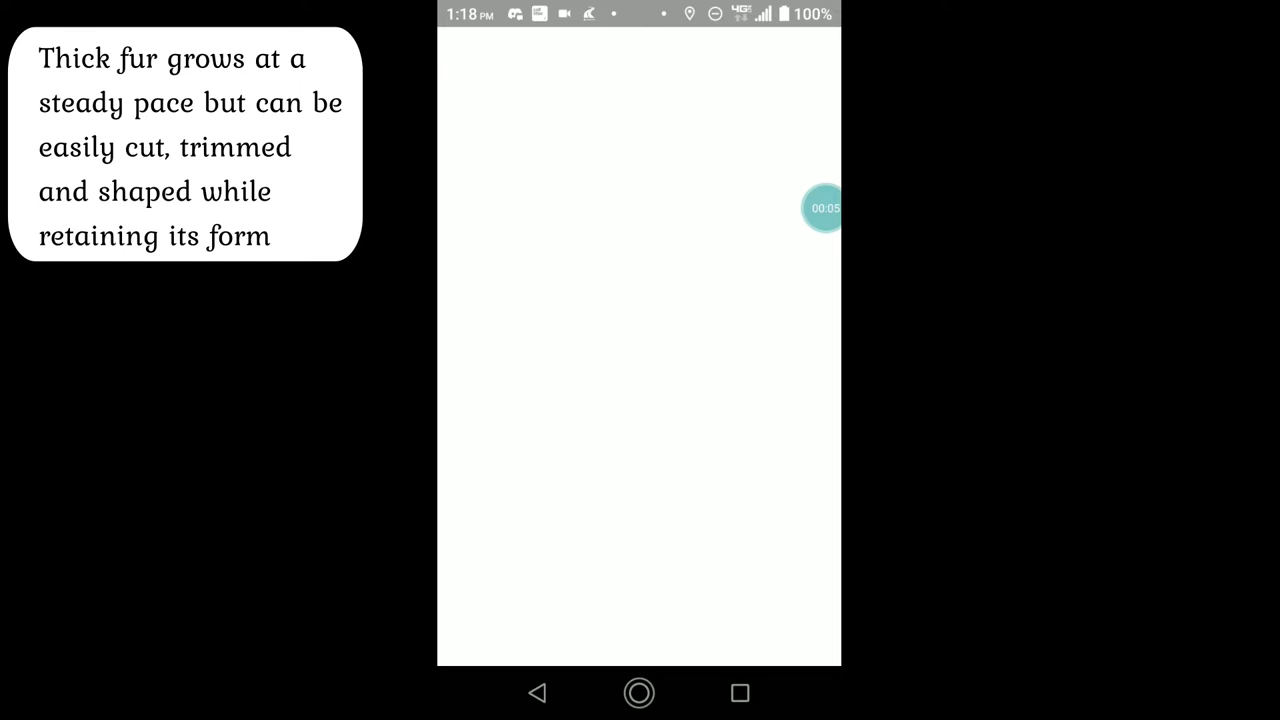 Thick fur grows at a
steady pace but can be
easily cut, trimmed
and shaped while
retaining its form
1:18 PM
4G
100%
00:05